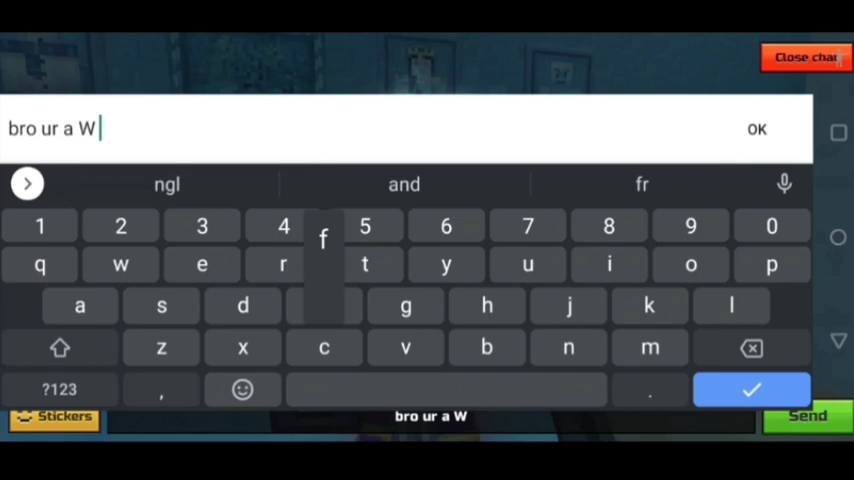 Close cha
bro ur a W
OK
ngl and fr
1 2 3 4 5 6 7 8 9 0
q w e r t y u i o p
a s d f g h j k l
z x c v b n m
?123 , .
Stickers
bro ur a W
Send